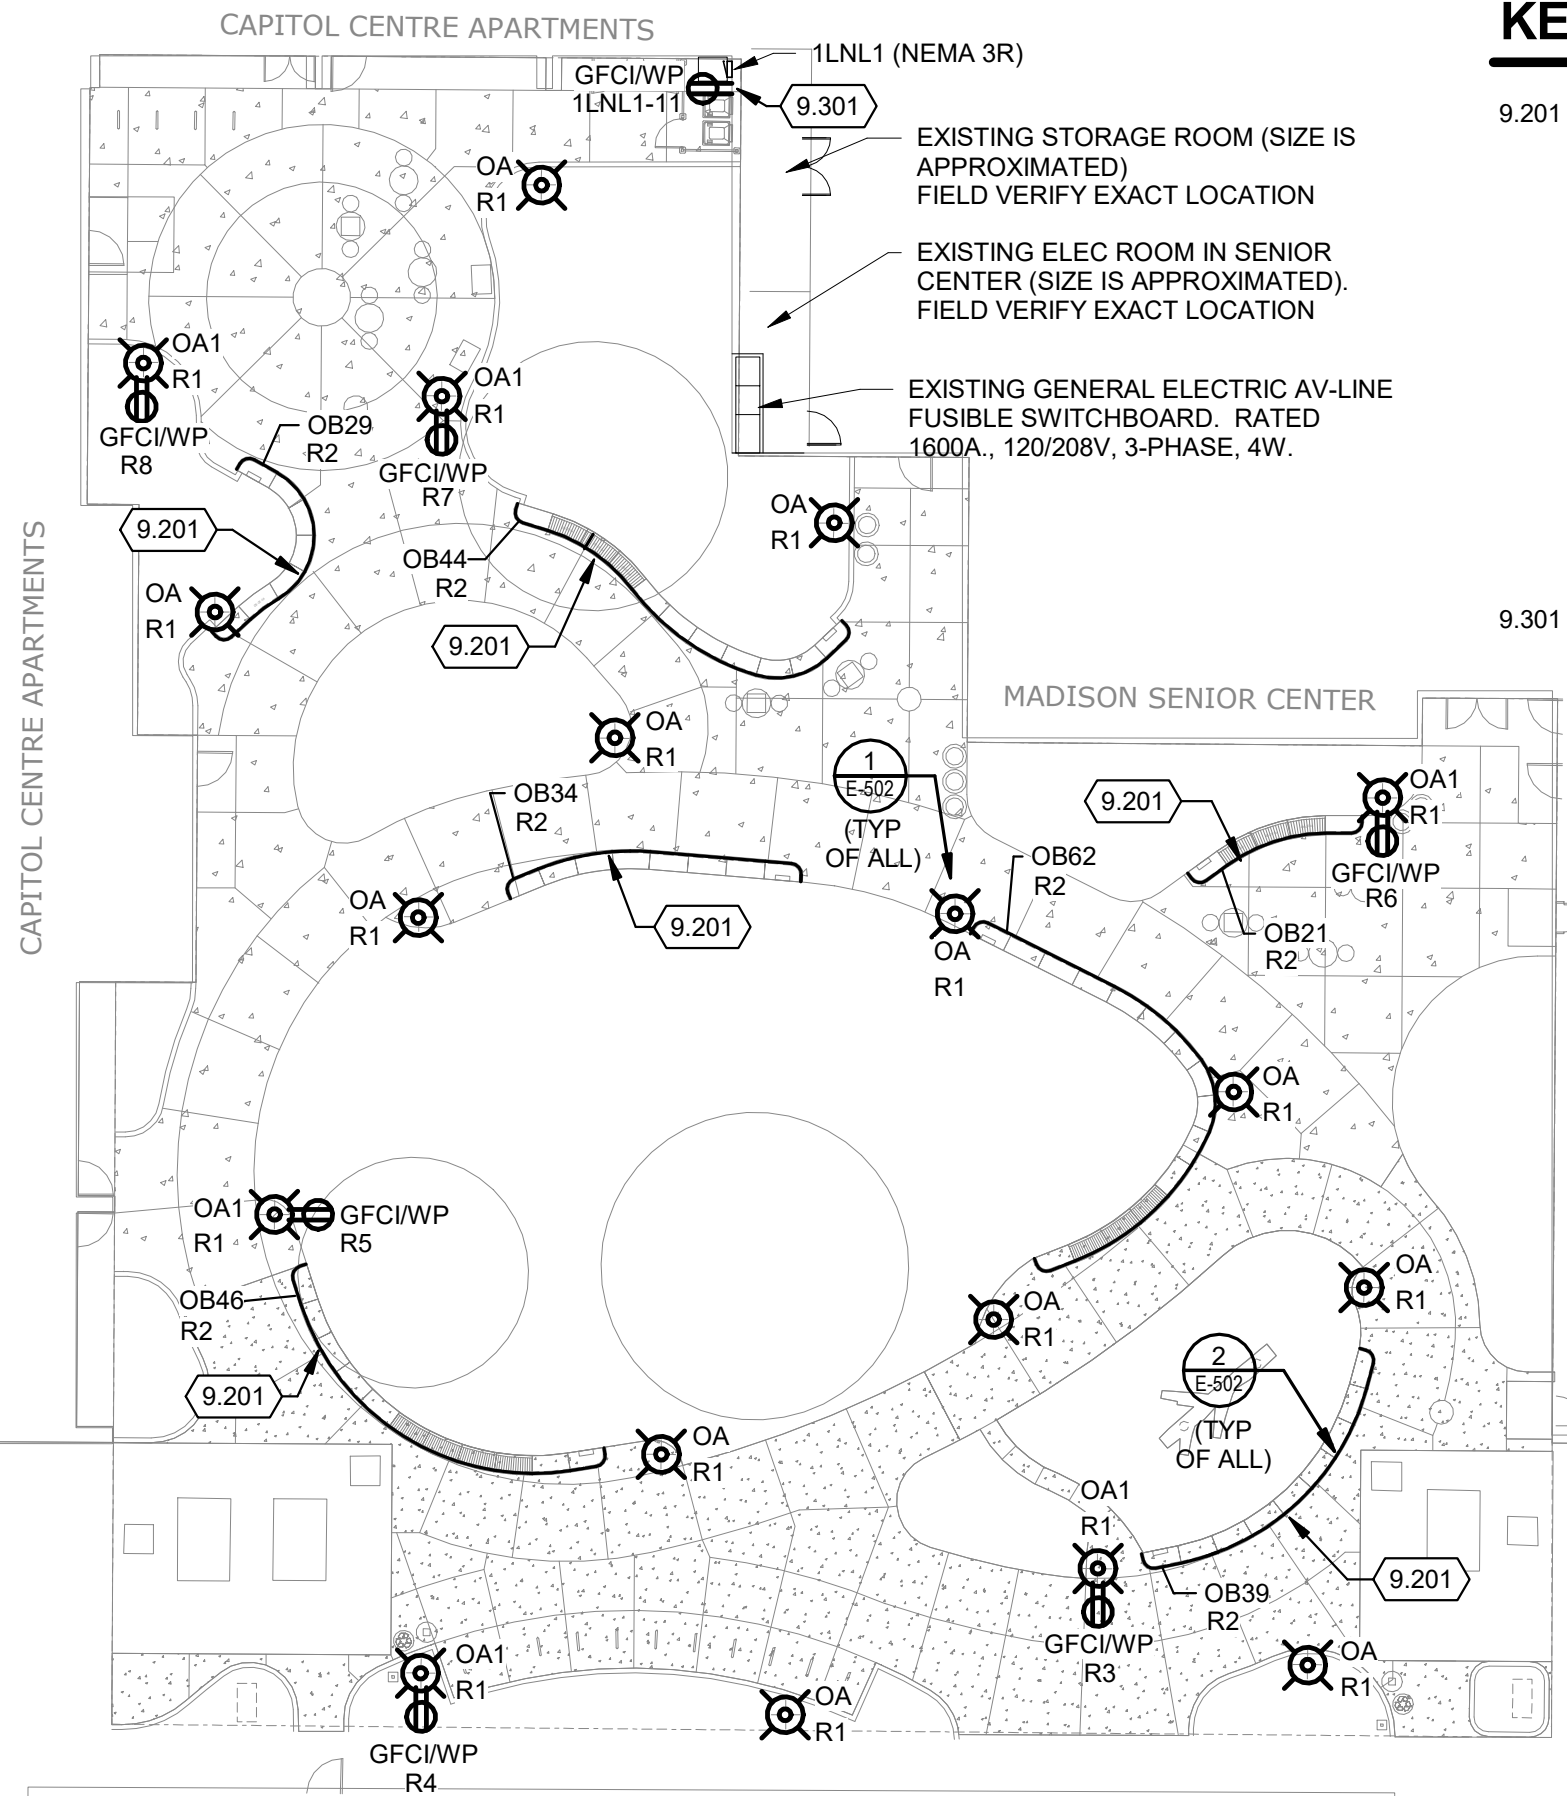 CAPITOL CENTRE APARTMENTS
KE
1LNL1 (NEMA 3R)
GFCI/WP
1LNL1-11
9.301
9.201
EXISTING STORAGE ROOM (SIZE IS
APPROXIMATED)
FIELD VERIFY EXACT LOCATION
OA
R1
EXISTING ELEC ROOM IN SENIOR
CENTER (SIZE IS APPROXIMATED).
FIELD VERIFY EXACT LOCATION
OA1
R1
GFCI/WP
R8
OA1
R1
GFCI/WP
R7
EXISTING GENERAL ELECTRIC AV-LINE
FUSIBLE SWITCHBOARD. RATED
1600A., 120/208V, 3-PHASE, 4W.
OB29
R2
9.201
OA
R1
OB44
R2
OA
R1
9.201
9.301
CAPITOL CENTRE APARTMENTS
MADISON SENIOR CENTER
OA
R1
1
E-502
(TYP
OF ALL)
OB34
R2
9.201
OA1
R1
GFCI/WP
R6
OB62
R2
OA
R1
9.201
OA
R1
OB21
R2
OA
R1
OA1
R1
GFCI/WP
R5
OB46
R2
OA
R1
OA
R1
9.201
2
E-502
(TYP
OF ALL)
OA
R1
OA1
R1
GFCI/WP
R3
OB39
R2
9.201
OA1
R1
GFCI/WP
R4
OA
R1
OA
R1